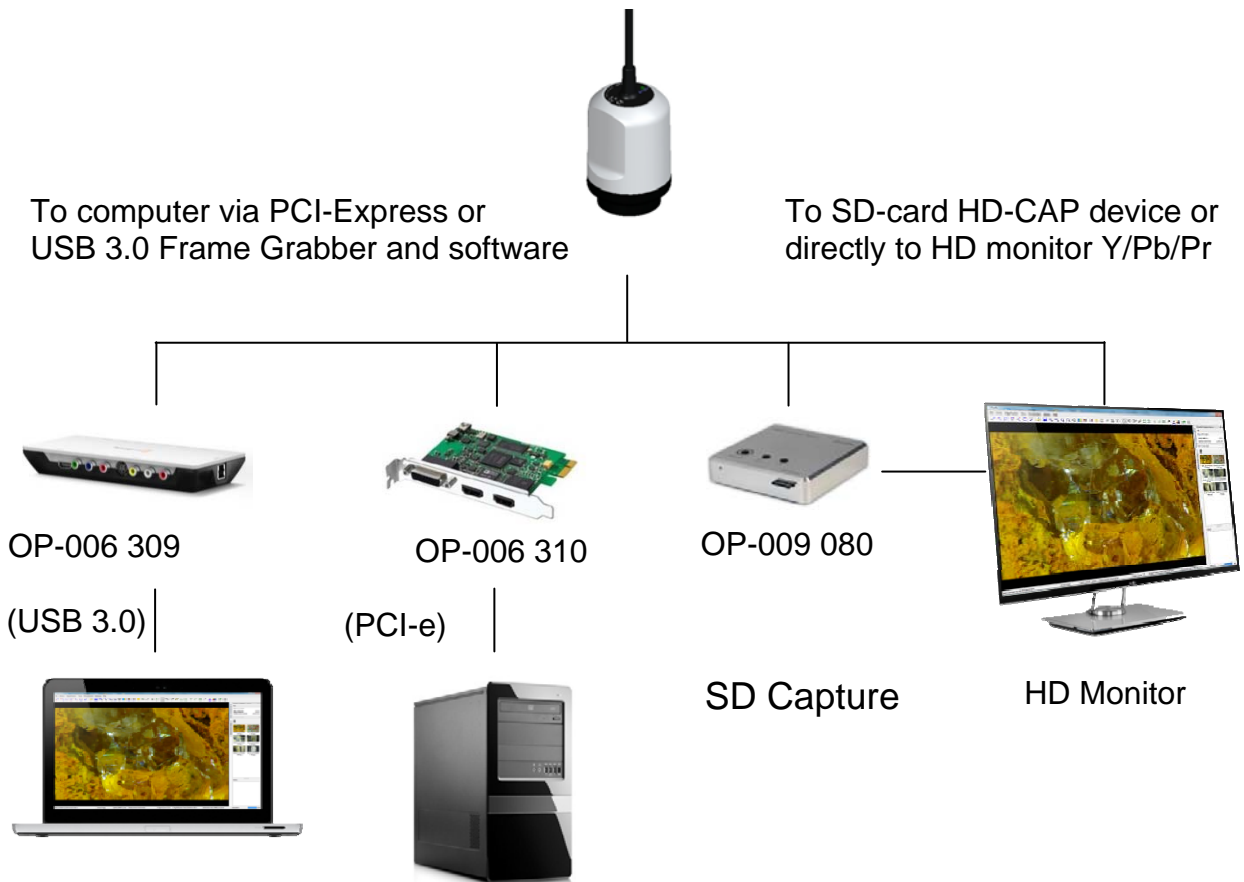 To computer via PCI-Express or
USB 3.0 Frame Grabber and software
To SD-card HD-CAP device or
directly to HD monitor Y/Pb/Pr
OP-006 309
OP-006 310
OP-009 080
(USB 3.0)
(PCI-e)
SD Capture
HD Monitor